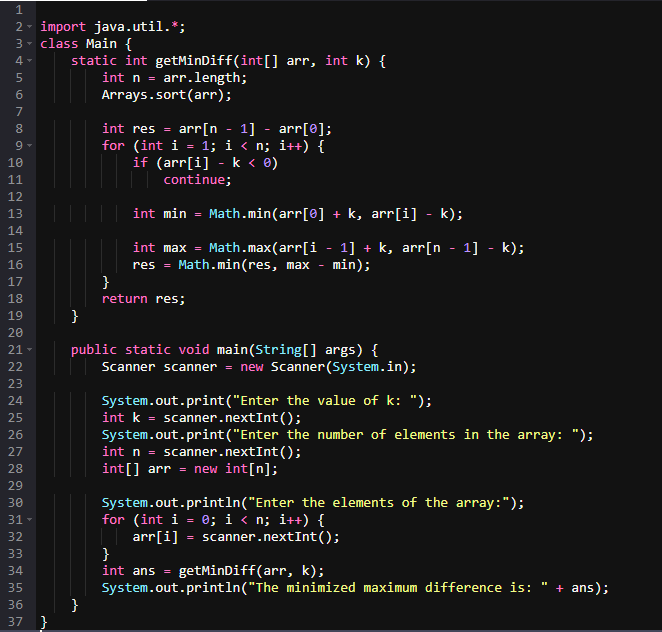 1
2 import java.util.*;
3 class Main {
4 static int getMinDiff(int[] arr, int k) {
5 int n = arr.length;
6 Arrays.sort(arr);
7
8 int res = arr[n - 1] - arr[0];
9 for (int i = 1; i < n; i++) {
10 if (arr[i] - k < 0)
11 continue;
12
13 int min = Math.min(arr[0] + k, arr[i] - k);
14
15 int max = Math.max(arr[i - 1] + k, arr[n - 1] - k);
16 res = Math.min(res, max - min);
17 }
18 return res;
19 }
20
21 public static void main(String[] args) {
22 Scanner scanner = new Scanner(System.in);
23
24 System.out.print("Enter the value of k: ");
25 int k = scanner.nextInt();
26 System.out.print("Enter the number of elements in the array: ");
27 int n = scanner.nextInt();
28 int[] arr = new int[n];
29
30 System.out.println("Enter the elements of the array:");
31 for (int i = 0; i < n; i++) {
32 arr[i] = scanner.nextInt();
33 }
34 int ans = getMinDiff(arr, k);
35 System.out.println("The minimized maximum difference is: " + ans);
36 }
37 }